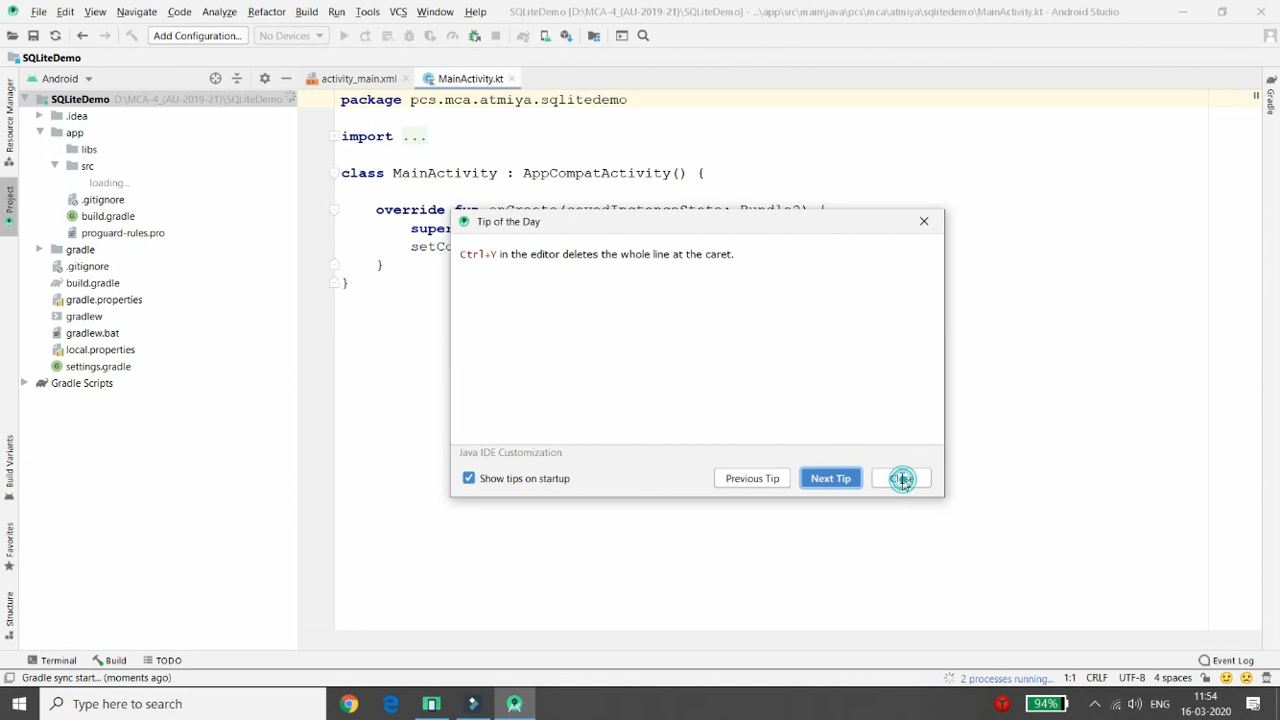 File Edit View Navigate Code Analyze Refactor Build Run Tools VCS Window Help SQLiteDemo [D:\MCA-4_(AU-2019-21)\SQLiteDemo] - ...\app\src\main\java\pcs\mca\atmiya\sqlitedemo\MainActivity.kt - Android Studio
Add Configuration... No Devices
SQLiteDemo
Android activity_main.xml MainActivity.kt
SQLiteDemo D:\MCA-4_(AU-2019-21)\SQLiteDemo
.idea
app
libs
src
loading...
.gitignore
build.gradle
proguard-rules.pro
gradle
.gitignore
build.gradle
gradle.properties
gradlew
gradlew.bat
local.properties
settings.gradle
Gradle Scripts
Resource Manager
Project
Build Variants
Favorites
Structure
package pcs.mca.atmiya.sqlitedemo
import ...
class MainActivity : AppCompatActivity() {
override fun onCreate(savedInstanceState: Bundle?) {
super
setCo
}
}
Tip of the Day
Ctrl+Y in the editor deletes the whole line at the caret.
Java IDE Customization
Show tips on startup Previous Tip Next Tip Close
Gradle
Terminal Build TODO Event Log
Gradle sync start... (moments ago) 2 processes running... 1:1 CRLF UTF-8 4 spaces
Type here to search 94% ENG 11:54
16-03-2020